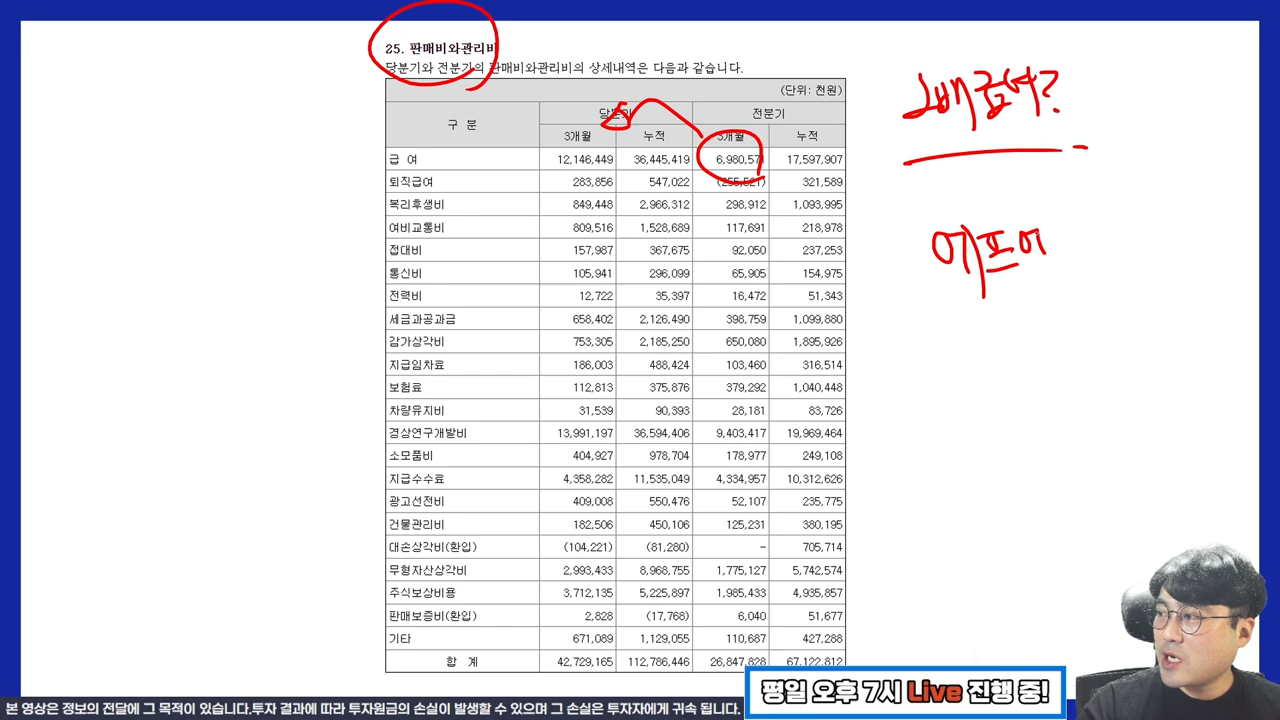 25. 판매비와관리비
당분기와 전분기의 판매비와관리비의 상세내역은 다음과 같습니다.
(단위: 천원)
구 분 당분기 전분기
3개월 누적 3개월 누적
급 여 12,146,449 36,445,419 6,980,571 17,597,907
퇴직급여 283,856 547,022 (255,521) 321,589
복리후생비 849,448 2,966,312 298,912 1,093,995
여비교통비 809,516 1,528,689 117,691 218,978
접대비 157,987 367,675 92,050 237,253
통신비 105,941 296,099 65,905 154,975
전력비 12,722 35,397 16,472 51,343
세금과공과금 658,402 2,126,490 398,759 1,099,880
감가상각비 753,305 2,185,250 650,080 1,895,926
지급임차료 186,003 488,424 103,460 316,514
보험료 112,813 375,876 379,292 1,040,448
차량유지비 31,539 90,393 28,181 83,726
경상연구개발비 13,991,197 36,594,406 9,403,417 19,969,464
소모품비 404,927 978,704 178,977 249,108
지급수수료 4,358,282 11,535,049 4,334,957 10,312,626
광고선전비 409,008 550,476 52,107 235,775
건물관리비 182,506 450,106 125,231 380,195
대손상각비(환입) (104,221) (81,280) - 705,714
무형자산상각비 2,993,433 8,968,755 1,775,127 5,742,574
주식보상비용 3,712,135 5,225,897 1,985,433 4,935,857
판매보증비(환입) 2,828 (17,768) 6,040 51,677
기타 671,089 1,129,055 110,687 427,288
합 계 42,729,165 112,786,446 26,847,828 67,122,812
급여?
에프에
평일 오후 7시 Live 진행 중!
본 영상은 정보의 전달에 그 목적이 있습니다.투자 결과에 따라 투자원금의 손실이 발생할 수 있으며 그 손실은 투자자에게 귀속 됩니다.